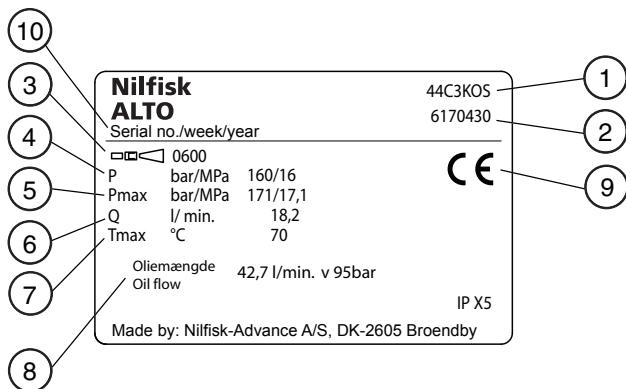 10
3
4
5
6
7
8
1
2
9
Nilfisk
ALTO
44C3KOS
6170430
Serial no./week/year
0600
P bar/MPa 160/16
Pmax bar/MPa 171/17,1
Q l/ min. 18,2
Tmax °C 70
CE
Oliemængde
Oil flow
42,7 l/min. v 95bar
IP X5
Made by: Nilfisk-Advance A/S, DK-2605 Broendby